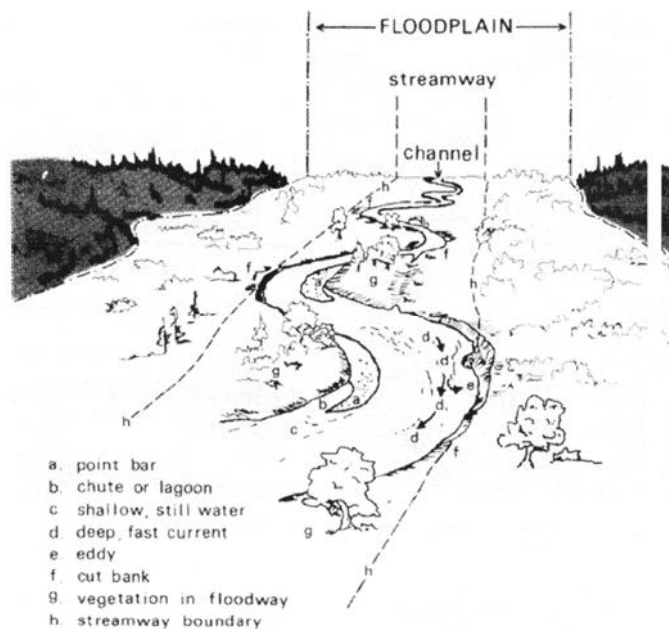 FLOODPLAIN
streamway
channel
h
f
f
a
g
h
d
g
d
e
b
a
d
c
d
f
h
g
h
a. point bar
b. chute or lagoon
c shallow, still water
d. deep, fast current
e. eddy
f. cut bank
g. vegetation in floodway
h. streamway boundary